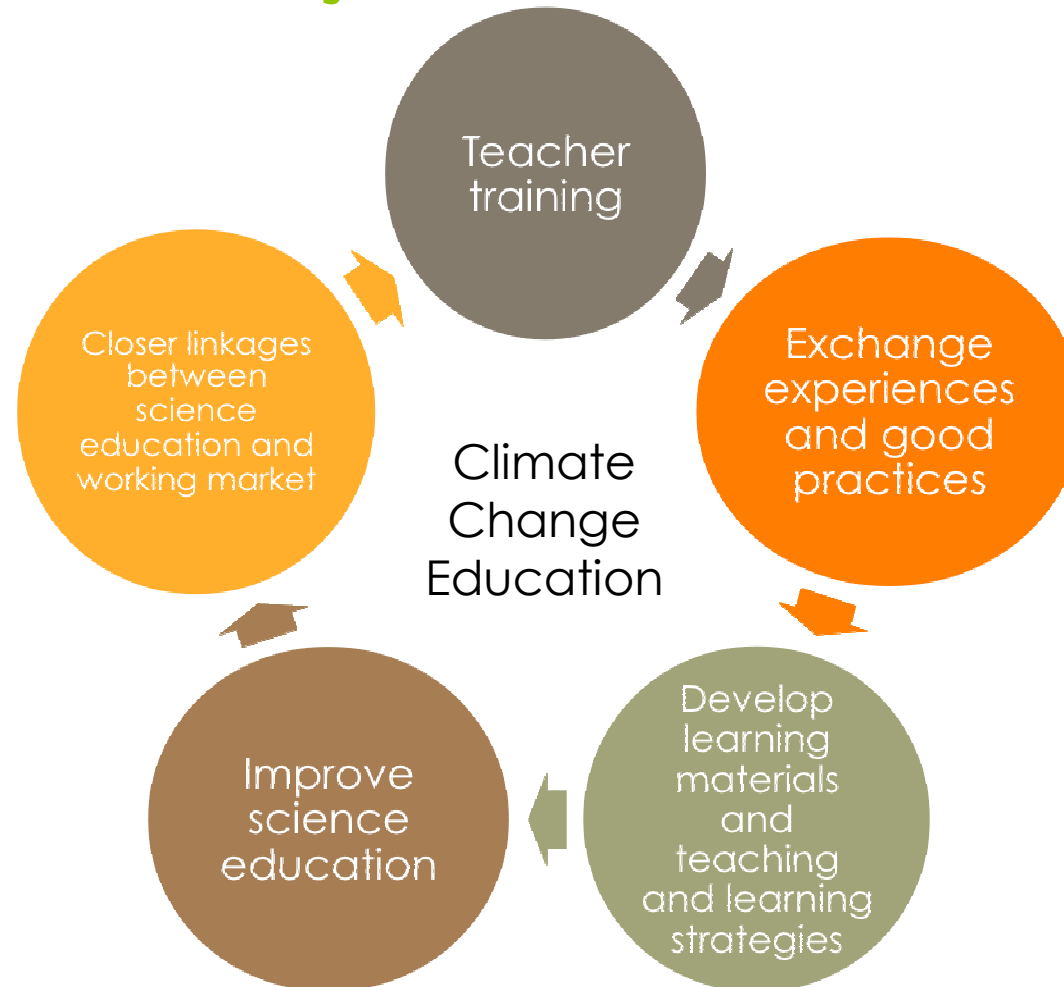 Teacher
training
Exchange
experiences
and good
practices
Develop
learning
materials
and
teaching
and learning
strategies
Improve
science
education
Closer linkages
between
science
education and
working market
Climate
Change
Education